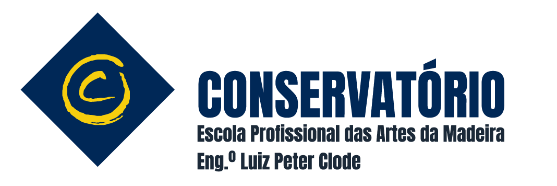 CONSERVATÓRIO
Escola Profissional das Artes da Madeira
Eng.º Luiz Peter Clode